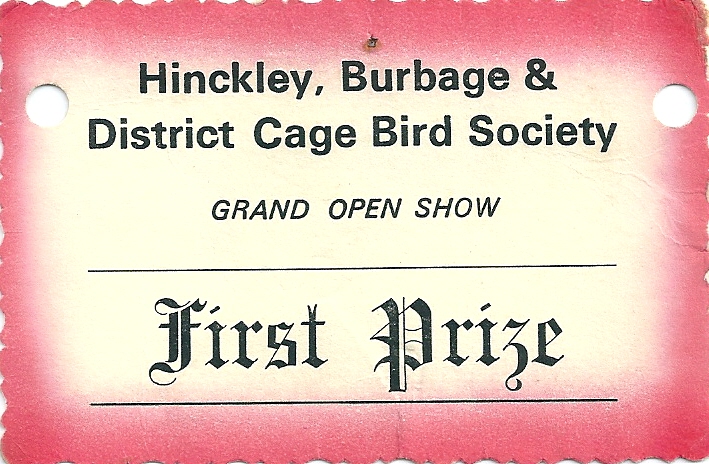 Hinckley, Burbage &
District Cage Bird Society
GRAND OPEN SHOW
First Prize